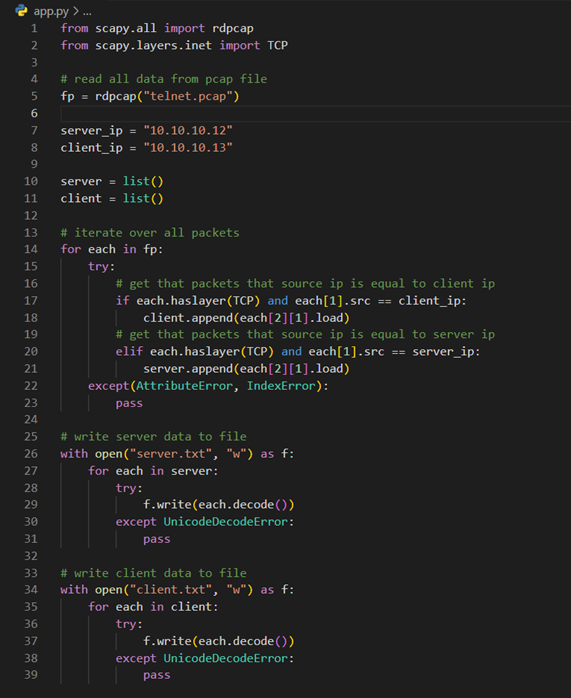 app.py > ...
1 from scapy.all import rdpcap
2 from scapy.layers.inet import TCP
3
4 # read all data from pcap file
5 fp = rdpcap("telnet.pcap")
6
7 server_ip = "10.10.10.12"
8 client_ip = "10.10.10.13"
9
10 server = list()
11 client = list()
12
13 # iterate over all packets
14 for each in fp:
15     try:
16         # get that packets that source ip is equal to client ip
17         if each.haslayer(TCP) and each[1].src == client_ip:
18             client.append(each[2][1].load)
19         # get that packets that source ip is equal to server ip
20         elif each.haslayer(TCP) and each[1].src == server_ip:
21             server.append(each[2][1].load)
22     except(AttributeError, IndexError):
23         pass
24
25 # write server data to file
26 with open("server.txt", "w") as f:
27     for each in server:
28         try:
29             f.write(each.decode())
30         except UnicodeDecodeError:
31             pass
32
33 # write client data to file
34 with open("client.txt", "w") as f:
35     for each in client:
36         try:
37             f.write(each.decode())
38         except UnicodeDecodeError:
39             pass